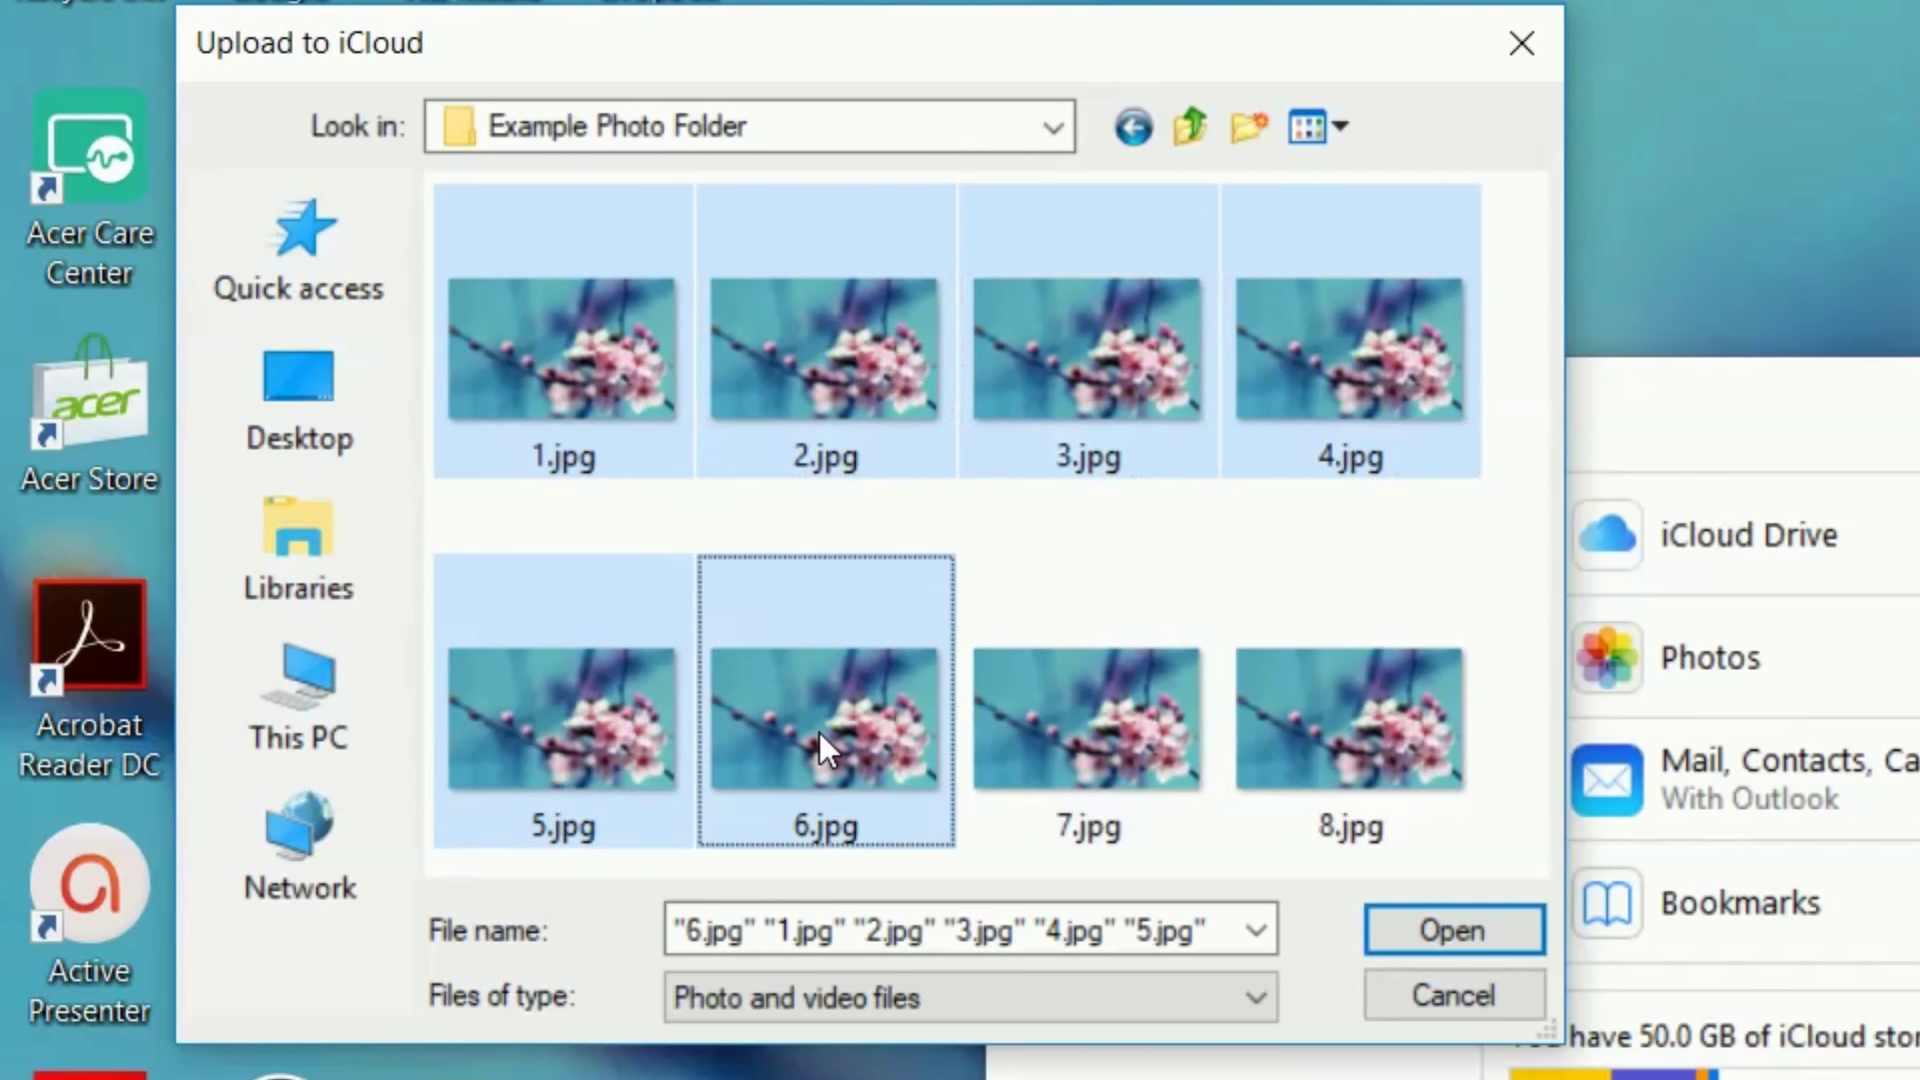 Upload to iCloud
Look in:
Example Photo Folder
Acer Care
Center
acer
Acer Store
Acrobat
Reader DC
Active
Presenter
Quick access
Desktop
Libraries
This PC
Network
1.jpg
2.jpg
3.jpg
4.jpg
5.jpg
6.jpg
7.jpg
8.jpg
File name:
"6.jpg" "1.jpg" "2.jpg" "3.jpg" "4.jpg" "5.jpg"
Open
Files of type:
Photo and video files
Cancel
iCloud Drive
Photos
Mail, Contacts, Ca
With Outlook
Bookmarks
have 50.0 GB of iCloud stor